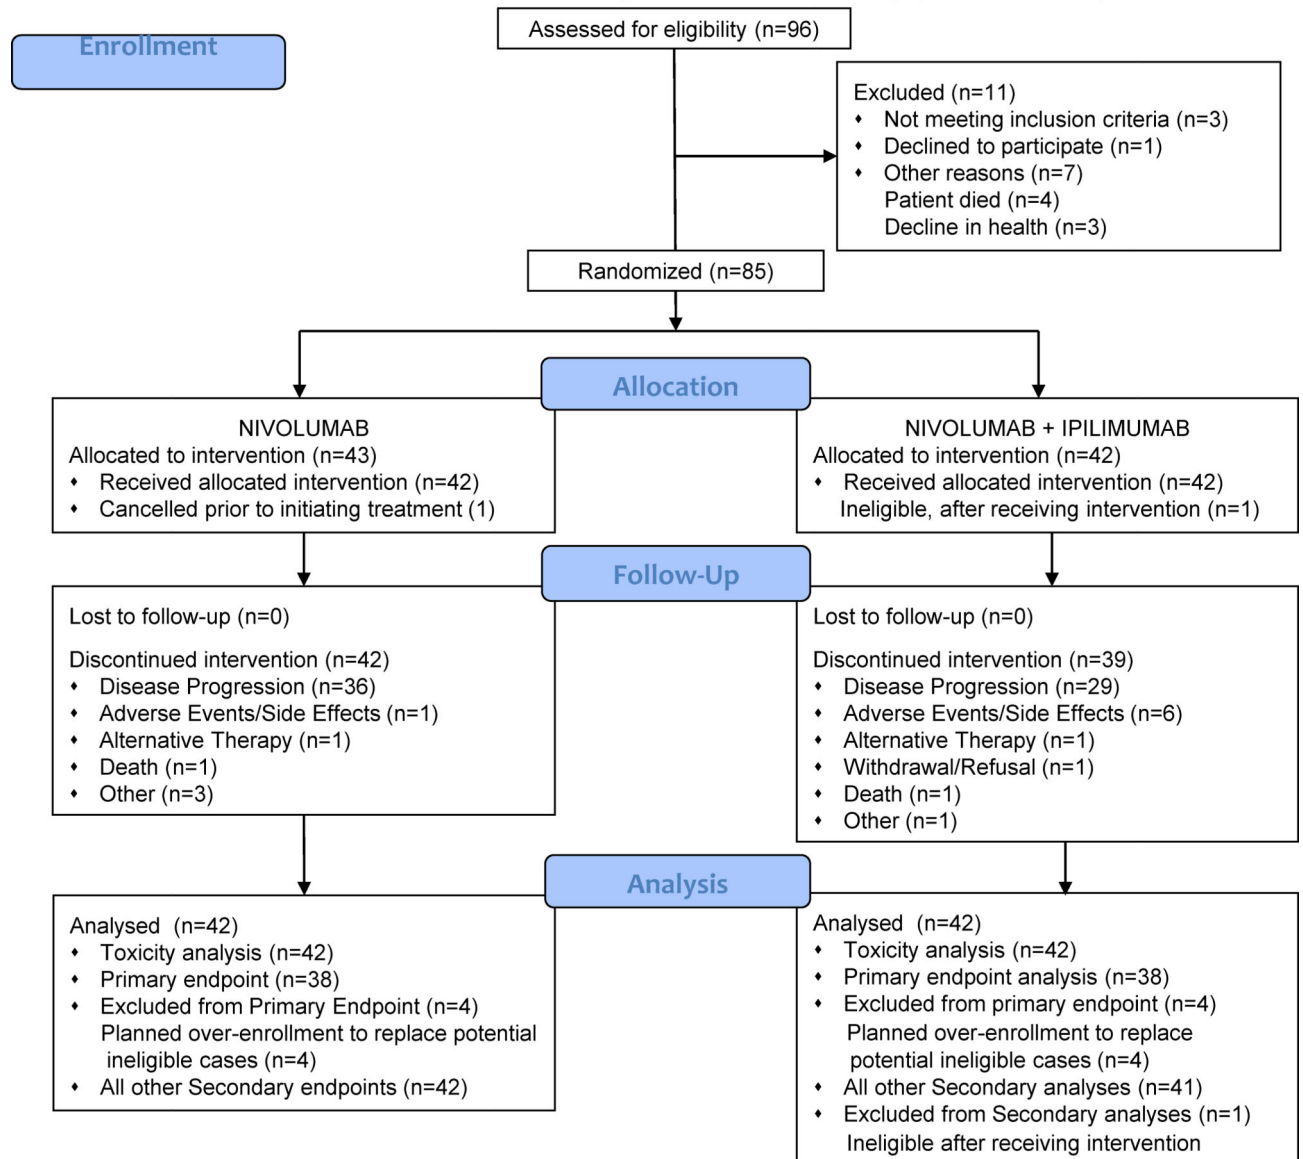 Assessed for eligibility (n=96)
Enrollment
Excluded (n=11)
♦ Not meeting inclusion criteria (n=3)
♦ Declined to participate (n=1)
♦ Other reasons (n=7)
Patient died (n=4)
Decline in health (n=3)
Randomized (n=85)
Allocation
NIVOLUMAB
Allocated to intervention (n=43)
♦ Received allocated intervention (n=42)
♦ Cancelled prior to initiating treatment (1)
NIVOLUMAB + IPILIMUMAB
Allocated to intervention (n=42)
♦ Received allocated intervention (n=42)
Ineligible, after receiving intervention (n=1)
Follow-Up
Lost to follow-up (n=0)
Discontinued intervention (n=42)
♦ Disease Progression (n=36)
♦ Adverse Events/Side Effects (n=1)
♦ Alternative Therapy (n=1)
♦ Death (n=1)
♦ Other (n=3)
Lost to follow-up (n=0)
Discontinued intervention (n=39)
♦ Disease Progression (n=29)
♦ Adverse Events/Side Effects (n=6)
♦ Alternative Therapy (n=1)
♦ Withdrawal/Refusal (n=1)
♦ Death (n=1)
♦ Other (n=1)
Analysis
Analysed (n=42)
♦ Toxicity analysis (n=42)
♦ Primary endpoint (n=38)
♦ Excluded from Primary Endpoint (n=4)
Planned over-enrollment to replace potential
ineligible cases (n=4)
♦ All other Secondary endpoints (n=42)
Analysed (n=42)
♦ Toxicity analysis (n=42)
♦ Primary endpoint analysis (n=38)
♦ Excluded from primary endpoint (n=4)
Planned over-enrollment to replace
potential ineligible cases (n=4)
♦ All other Secondary analyses (n=41)
♦ Excluded from Secondary analyses (n=1)
Ineligible after receiving intervention